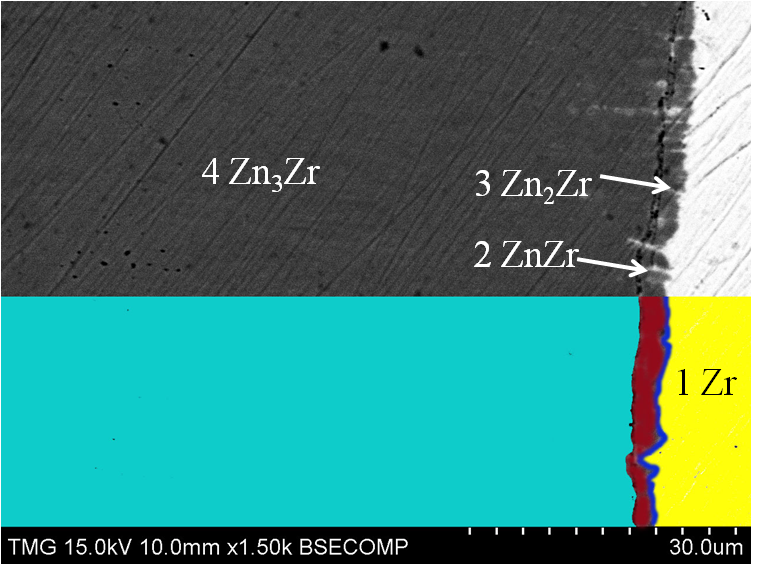 4 Zn₃Zr
3 Zn₂Zr
2 ZnZr
1 Zr
TMG 15.0kV 10.0mm x1.50k BSECOMP 30.0um